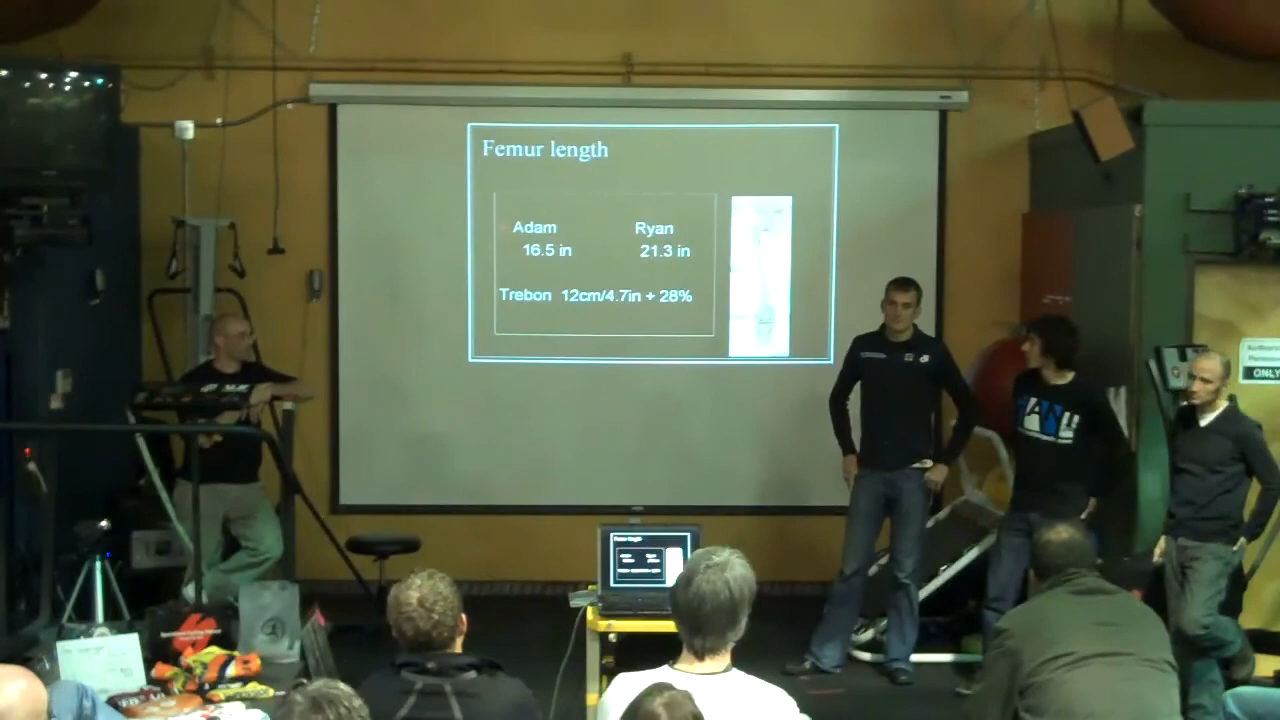 Femur length
Adam
Ryan
16.5 in
21.3 in
Trebon 12cm/4.7in + 28%
ONLY